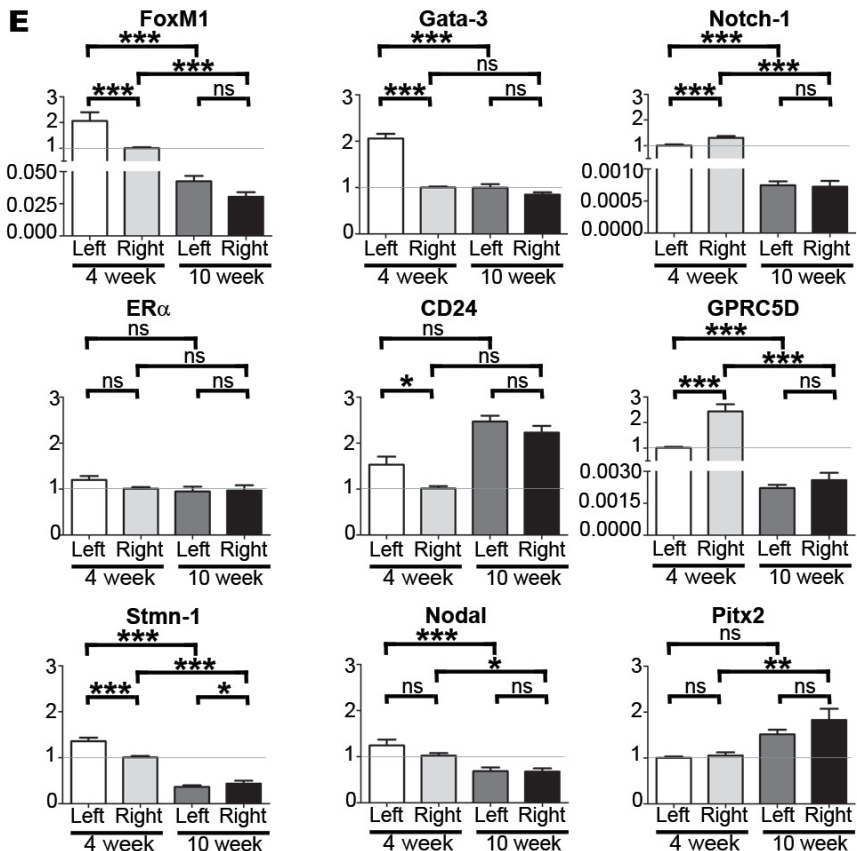 E
FoxM1
***
***
***
ns
3
2
1
0.050
0.025
0.000
Left Right Left Right
4 week 10 week
Gata-3
***
ns
***
ns
3
2
1
0
Left Right Left Right
4 week 10 week
Notch-1
***
***
***
ns
3
2
1
0.0010
0.0005
0.0000
Left Right Left Right
4 week 10 week
ERα
ns
ns
ns
ns
3
2
1
0
Left Right Left Right
4 week 10 week
CD24
ns
ns
*
ns
3
2
1
0
Left Right Left Right
4 week 10 week
GPRC5D
***
***
***
ns
3
2
1
0.0030
0.0015
0.0000
Left Right Left Right
4 week 10 week
Stmn-1
***
***
***
*
3
2
1
0
Left Right Left Right
4 week 10 week
Nodal
***
*
ns
ns
3
2
1
0
Left Right Left Right
4 week 10 week
Pitx2
ns
**
ns
ns
3
2
1
0
Left Right Left Right
4 week 10 week